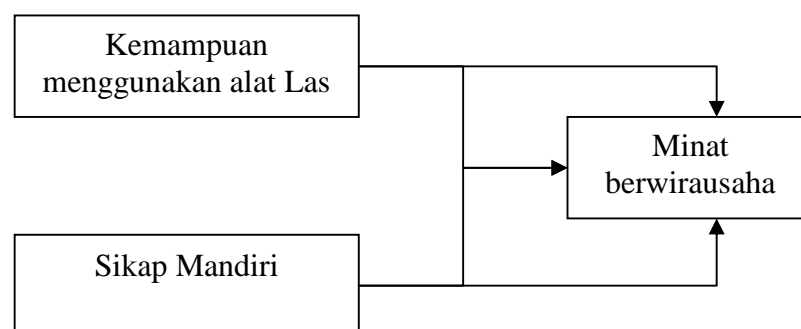 Kemampuan
menggunakan alat Las
Minat
berwirausaha
Sikap Mandiri